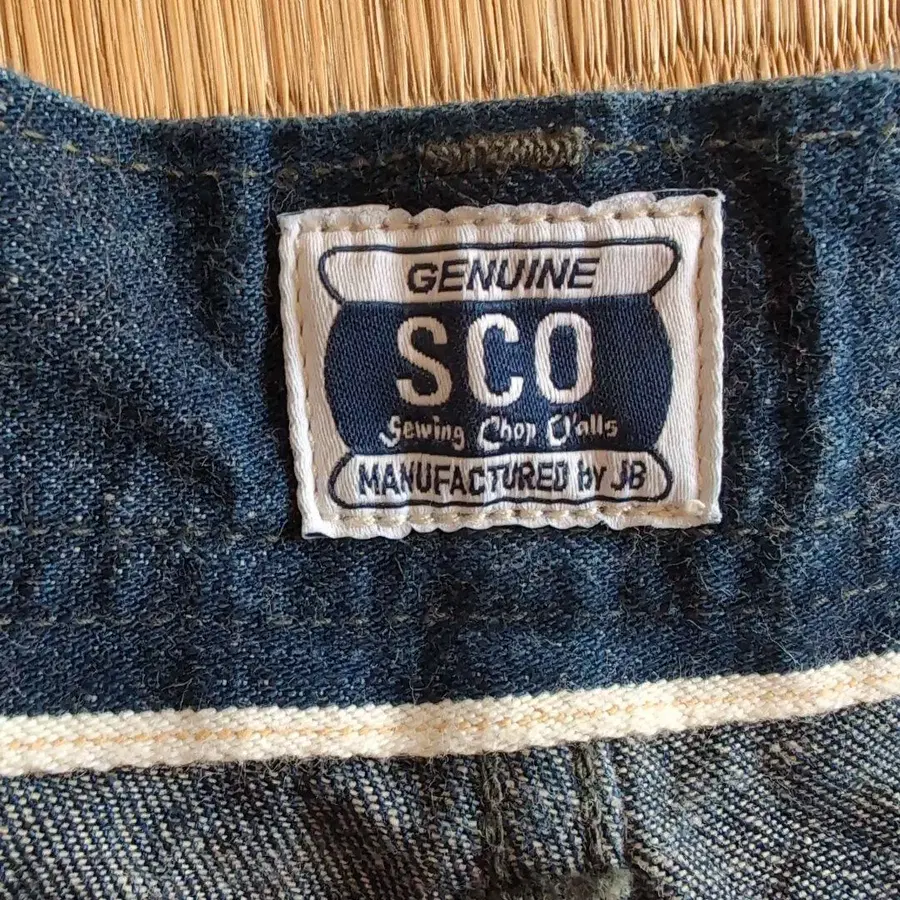 GENUINE
SCO
Sewing Chop O'alls
MANUFACTURED by JB